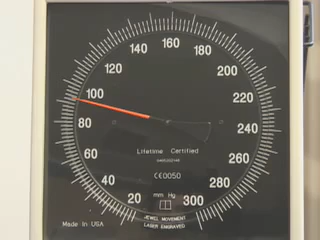 160
140 180
120 200
100 220
80 240
60 260
40 280
20 300
Lifetime Certified
CE0050
mm Hg
Made in USA
JEWEL MOVEMENT
LASER ENGRAVED